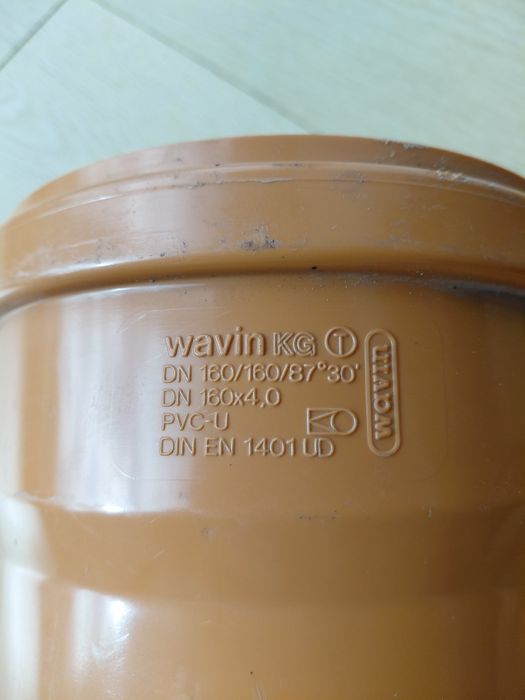 wavin KG T
DN 160/160/87°30'
DN 160x4,0
PVC-U
DIN EN 1401 UD
wavin